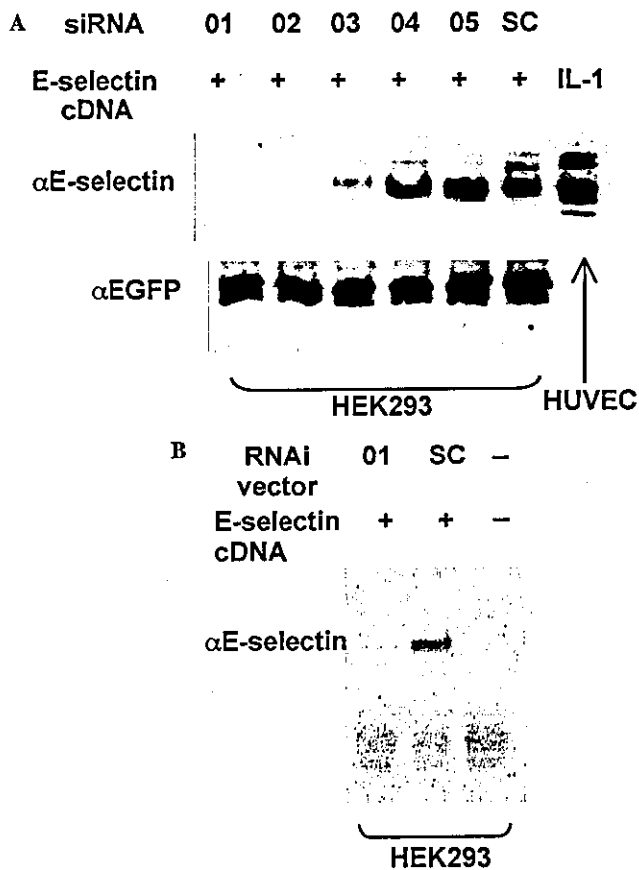 A siRNA 01 02 03 04 05 SC
E-selectin + + + + + + IL-1
cDNA
αE-selectin
αEGFP
HEK293 HUVEC
B RNAi 01 SC –
vector
E-selectin + + –
cDNA
αE-selectin
HEK293